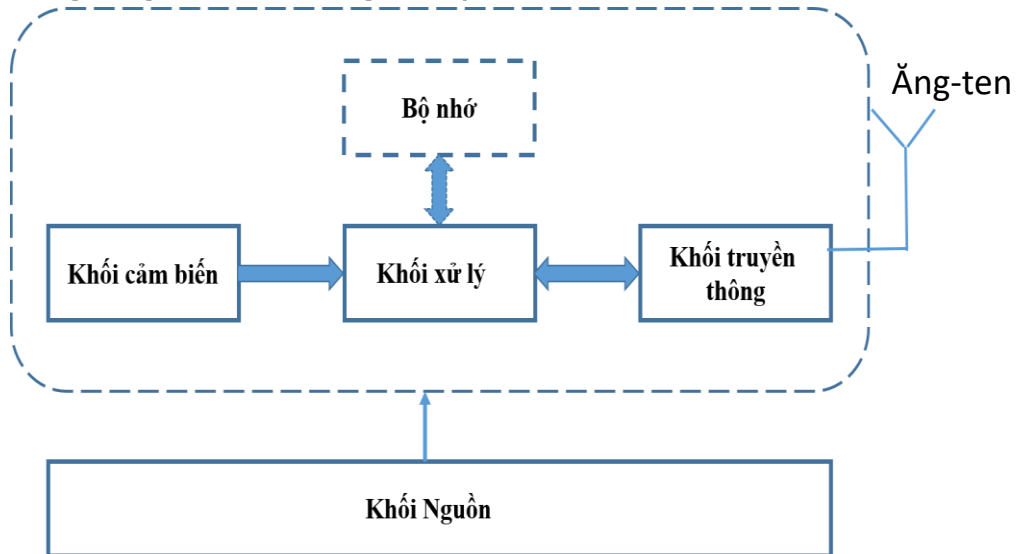 Ăng-ten
Bộ nhớ
Khối cảm biến
Khối xử lý
Khối truyền
thông
Khối Nguồn